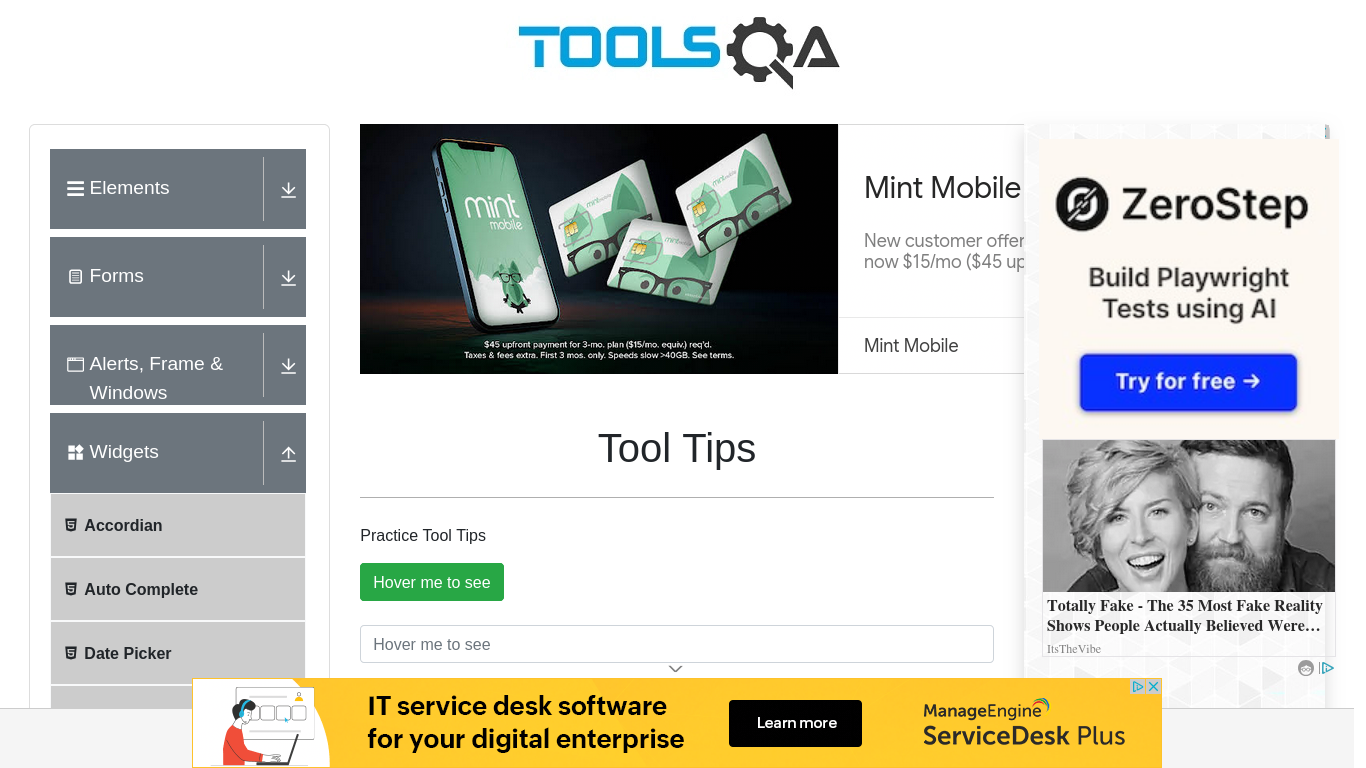 TOOLSQA
Elements
Forms
Alerts, Frame &
Windows
Widgets
Accordian
Auto Complete
Date Picker
mint
mobile
$45 upfront payment for 3-mo. plan ($15/mo. equiv.) req'd.
Taxes & fees extra. First 3 mos. only. Speeds slow >40GB. See terms.
Mint Mobile
New customer offer
now $15/mo ($45 up
Mint Mobile
ZeroStep
Build Playwright
Tests using AI
Try for free →
Totally Fake - The 35 Most Fake Reality
Shows People Actually Believed Were…
ItsTheVibe
Tool Tips
Practice Tool Tips
Hover me to see
Hover me to see
IT service desk software
for your digital enterprise
Learn more
ManageEngine
ServiceDesk Plus